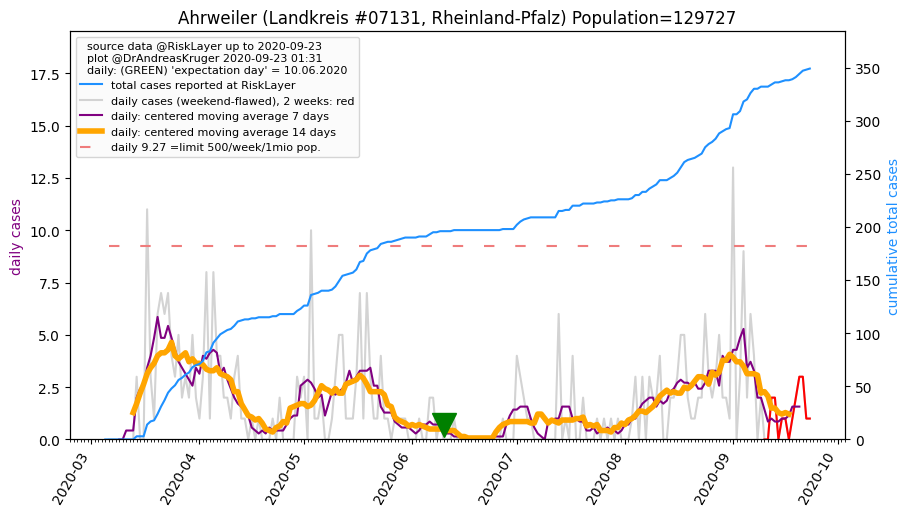 Ahrweiler (Landkreis #07131, Rheinland-Pfalz) Population=129727
source data @RiskLayer up to 2020-09-23
plot @DrAndreasKruger 2020-09-23 01:31
daily: (GREEN) 'expectation day' = 10.06.2020
total cases reported at RiskLayer
daily cases (weekend-flawed), 2 weeks: red
daily: centered moving average 7 days
daily: centered moving average 14 days
daily 9.27 =limit 500/week/1mio pop.
daily cases
17.5
15.0
12.5
10.0
7.5
5.0
2.5
0.0
350
300
250
200
150
100
50
0
cumulative total cases
2020-03
2020-04
2020-05
2020-06
2020-07
2020-08
2020-09
2020-10